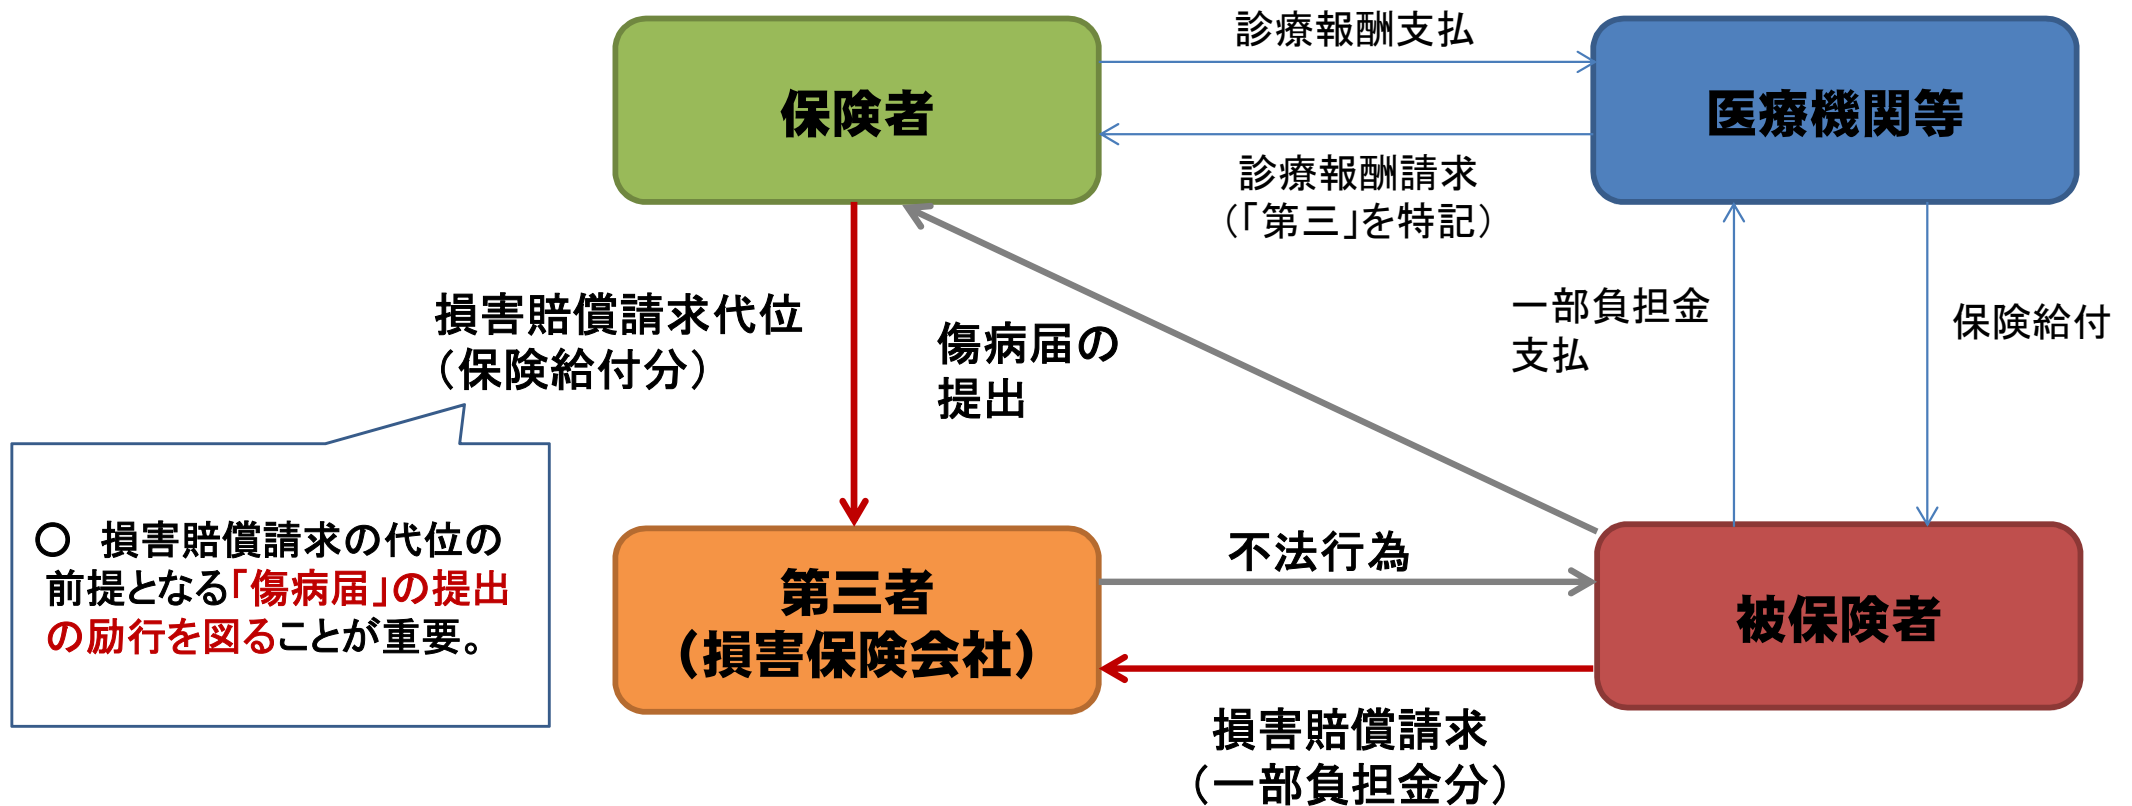 診療報酬支払
保険者
医療機関等
診療報酬請求
（「第三」を特記）
損害賠償請求代位
（保険給付分）
傷病届の
提出
一部負担金
支払
保険給付
〇　損害賠償請求の代位の
前提となる「傷病届」の提出
の励行を図ることが重要。
不法行為
第三者
（損害保険会社）
被保険者
損害賠償請求
（一部負担金分）